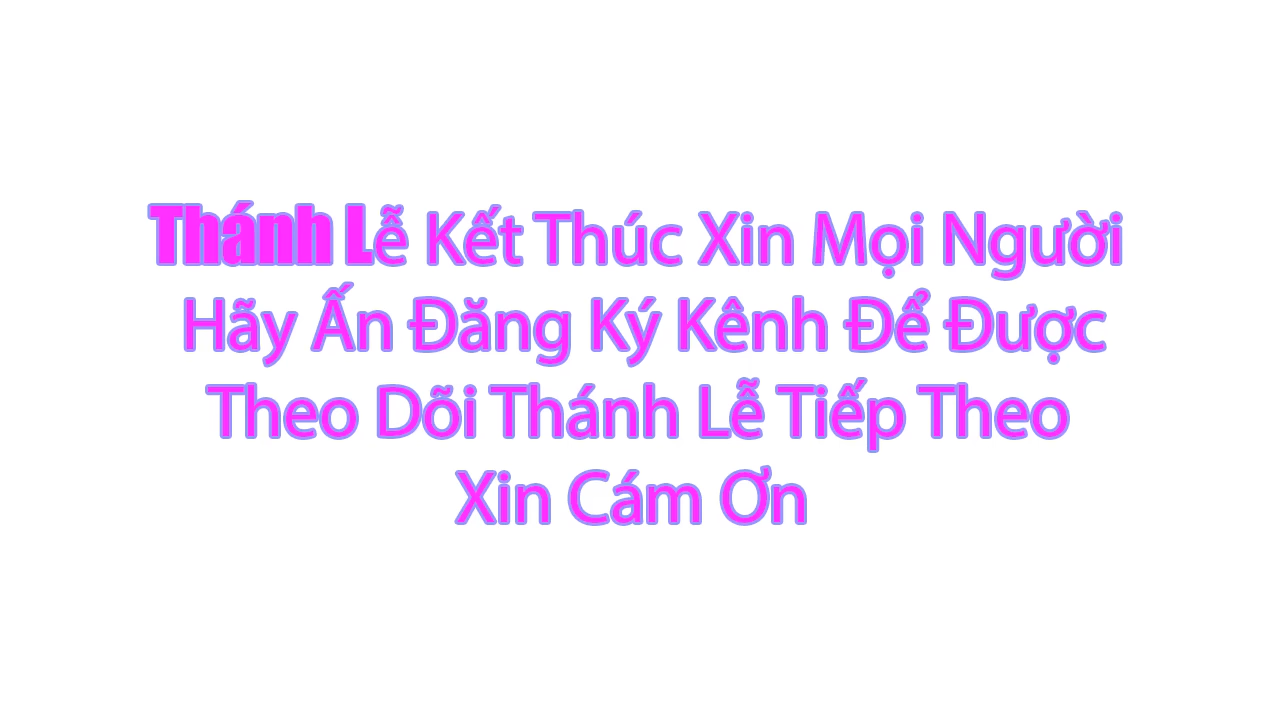 Thánh Lễ Kết Thúc Xin Mọi Người
Hãy Ấn Đăng Ký Kênh Để Được
Theo Dõi Thánh Lễ Tiếp Theo
Xin Cám Ơn